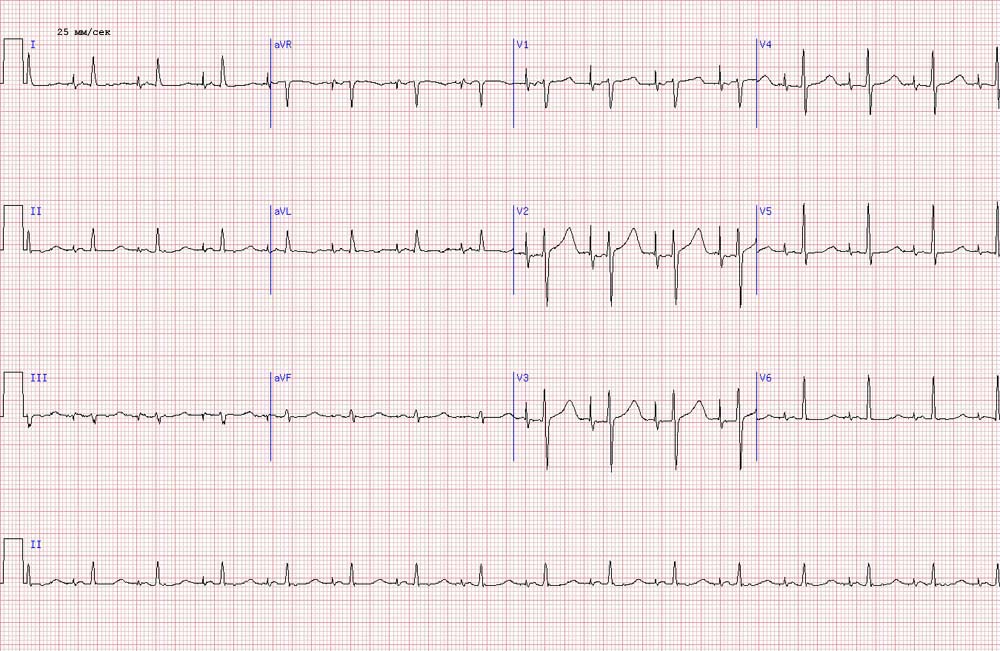 25 мм/сек
I aVR V1 V4
II aVL V2 V5
III aVF V3 V6
II